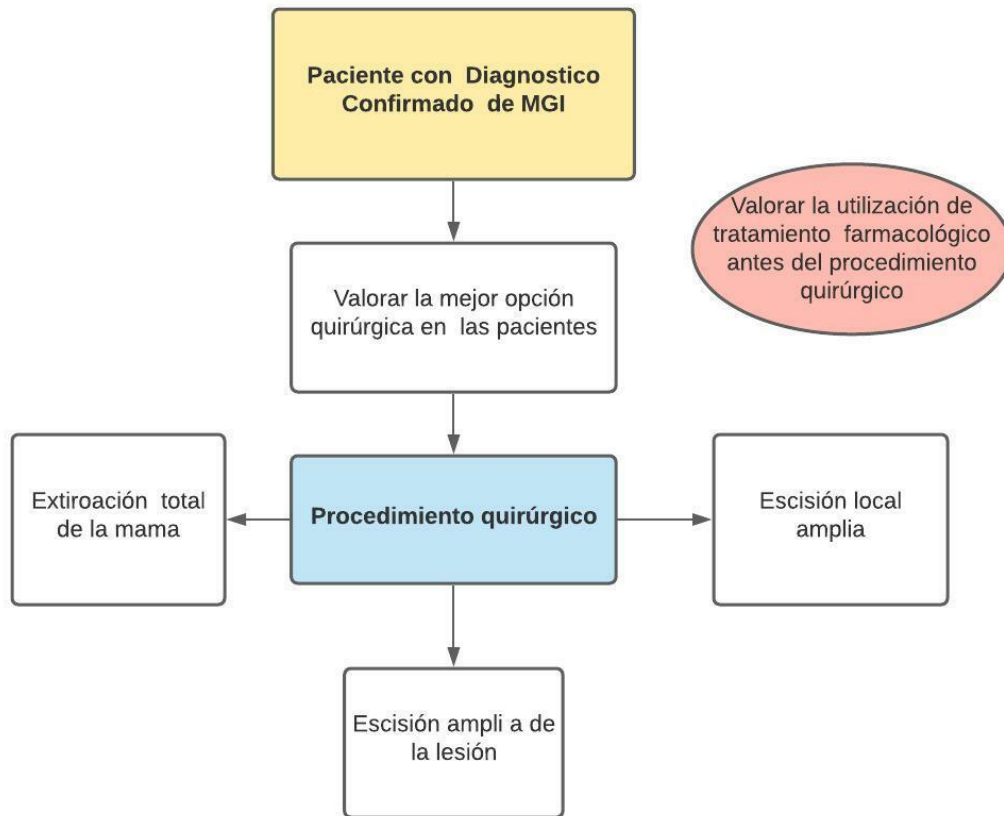 Paciente con Diagnostico
Confirmado de MGI
Valorar la utilización de
tratamiento farmacológico
antes del procedimiento
quirúrgico
Valorar la mejor opción
quirúrgica en las pacientes
Extiroación total
de la mama
Procedimiento quirúrgico
Escisión local
amplia
Escisión ampli a de
la lesión